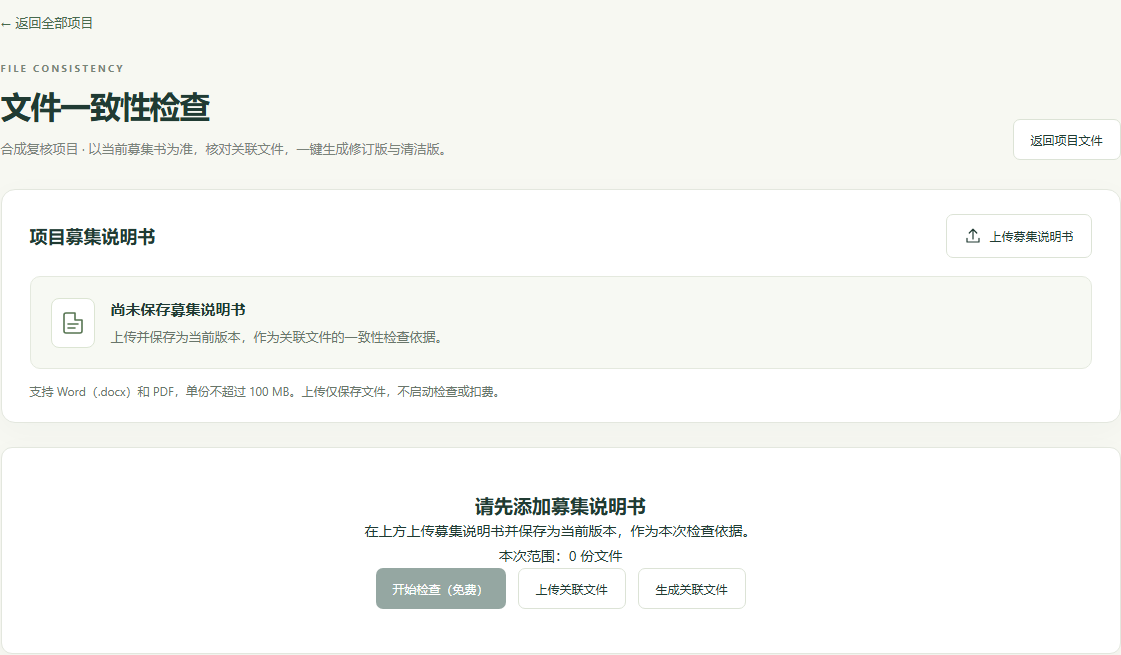 ← 返回全部项目
FILE CONSISTENCY
文件一致性检查
合成复核项目 · 以当前募集书为准，核对关联文件，一键生成修订版与清洁版。
返回项目文件
项目募集说明书
上传募集说明书
尚未保存募集说明书
上传并保存为当前版本，作为关联文件的一致性检查依据。
支持 Word（.docx）和 PDF，单份不超过 100 MB。上传仅保存文件，不启动检查或扣费。
请先添加募集说明书
在上方上传募集说明书并保存为当前版本，作为本次检查依据。
本次范围：0 份文件
开始检查（免费）
上传关联文件
生成关联文件